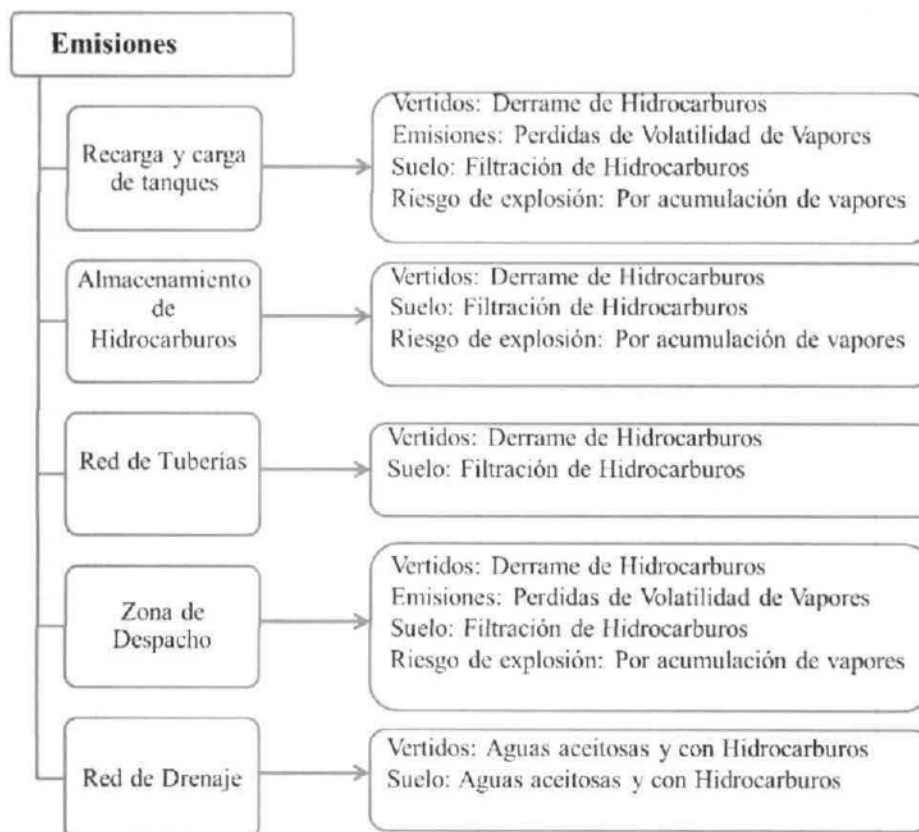 Emisiones
Recarga y carga
de tanques
Vertidos: Derrame de Hidrocarburos
Emisiones: Perdidas de Volatilidad de Vapores
Suelo: Filtración de Hidrocarburos
Riesgo de explosión: Por acumulación de vapores
Almacenamiento
de
Hidrocarburos
Vertidos: Derrame de Hidrocarburos
Suelo: Filtración de Hidrocarburos
Riesgo de explosión: Por acumulación de vapores
Red de Tuberías
Vertidos: Derrame de Hidrocarburos
Suelo: Filtración de Hidrocarburos
Zona de
Despacho
Vertidos: Derrame de Hidrocarburos
Emisiones: Perdidas de Volatilidad de Vapores
Suelo: Filtración de Hidrocarburos
Riesgo de explosión: Por acumulación de vapores
Red de Drenaje
Vertidos: Aguas aceitosas y con Hidrocarburos
Suelo: Aguas aceitosas y con Hidrocarburos